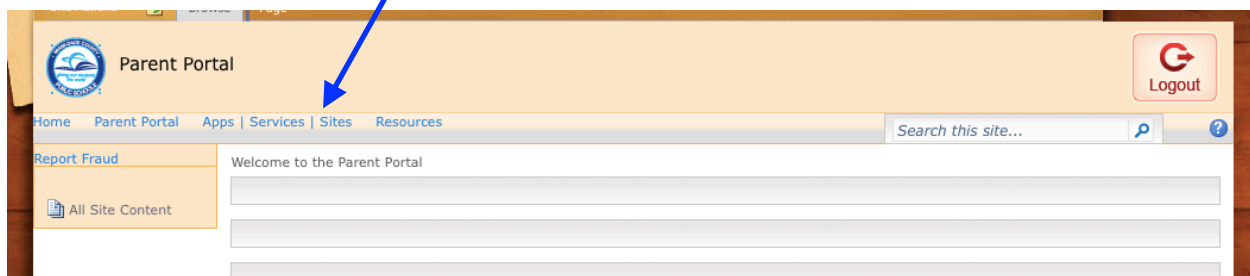 Browse Page
Parent Portal
Logout
Home Parent Portal Apps | Services | Sites Resources
Search this site...
Report Fraud
Welcome to the Parent Portal
All Site Content